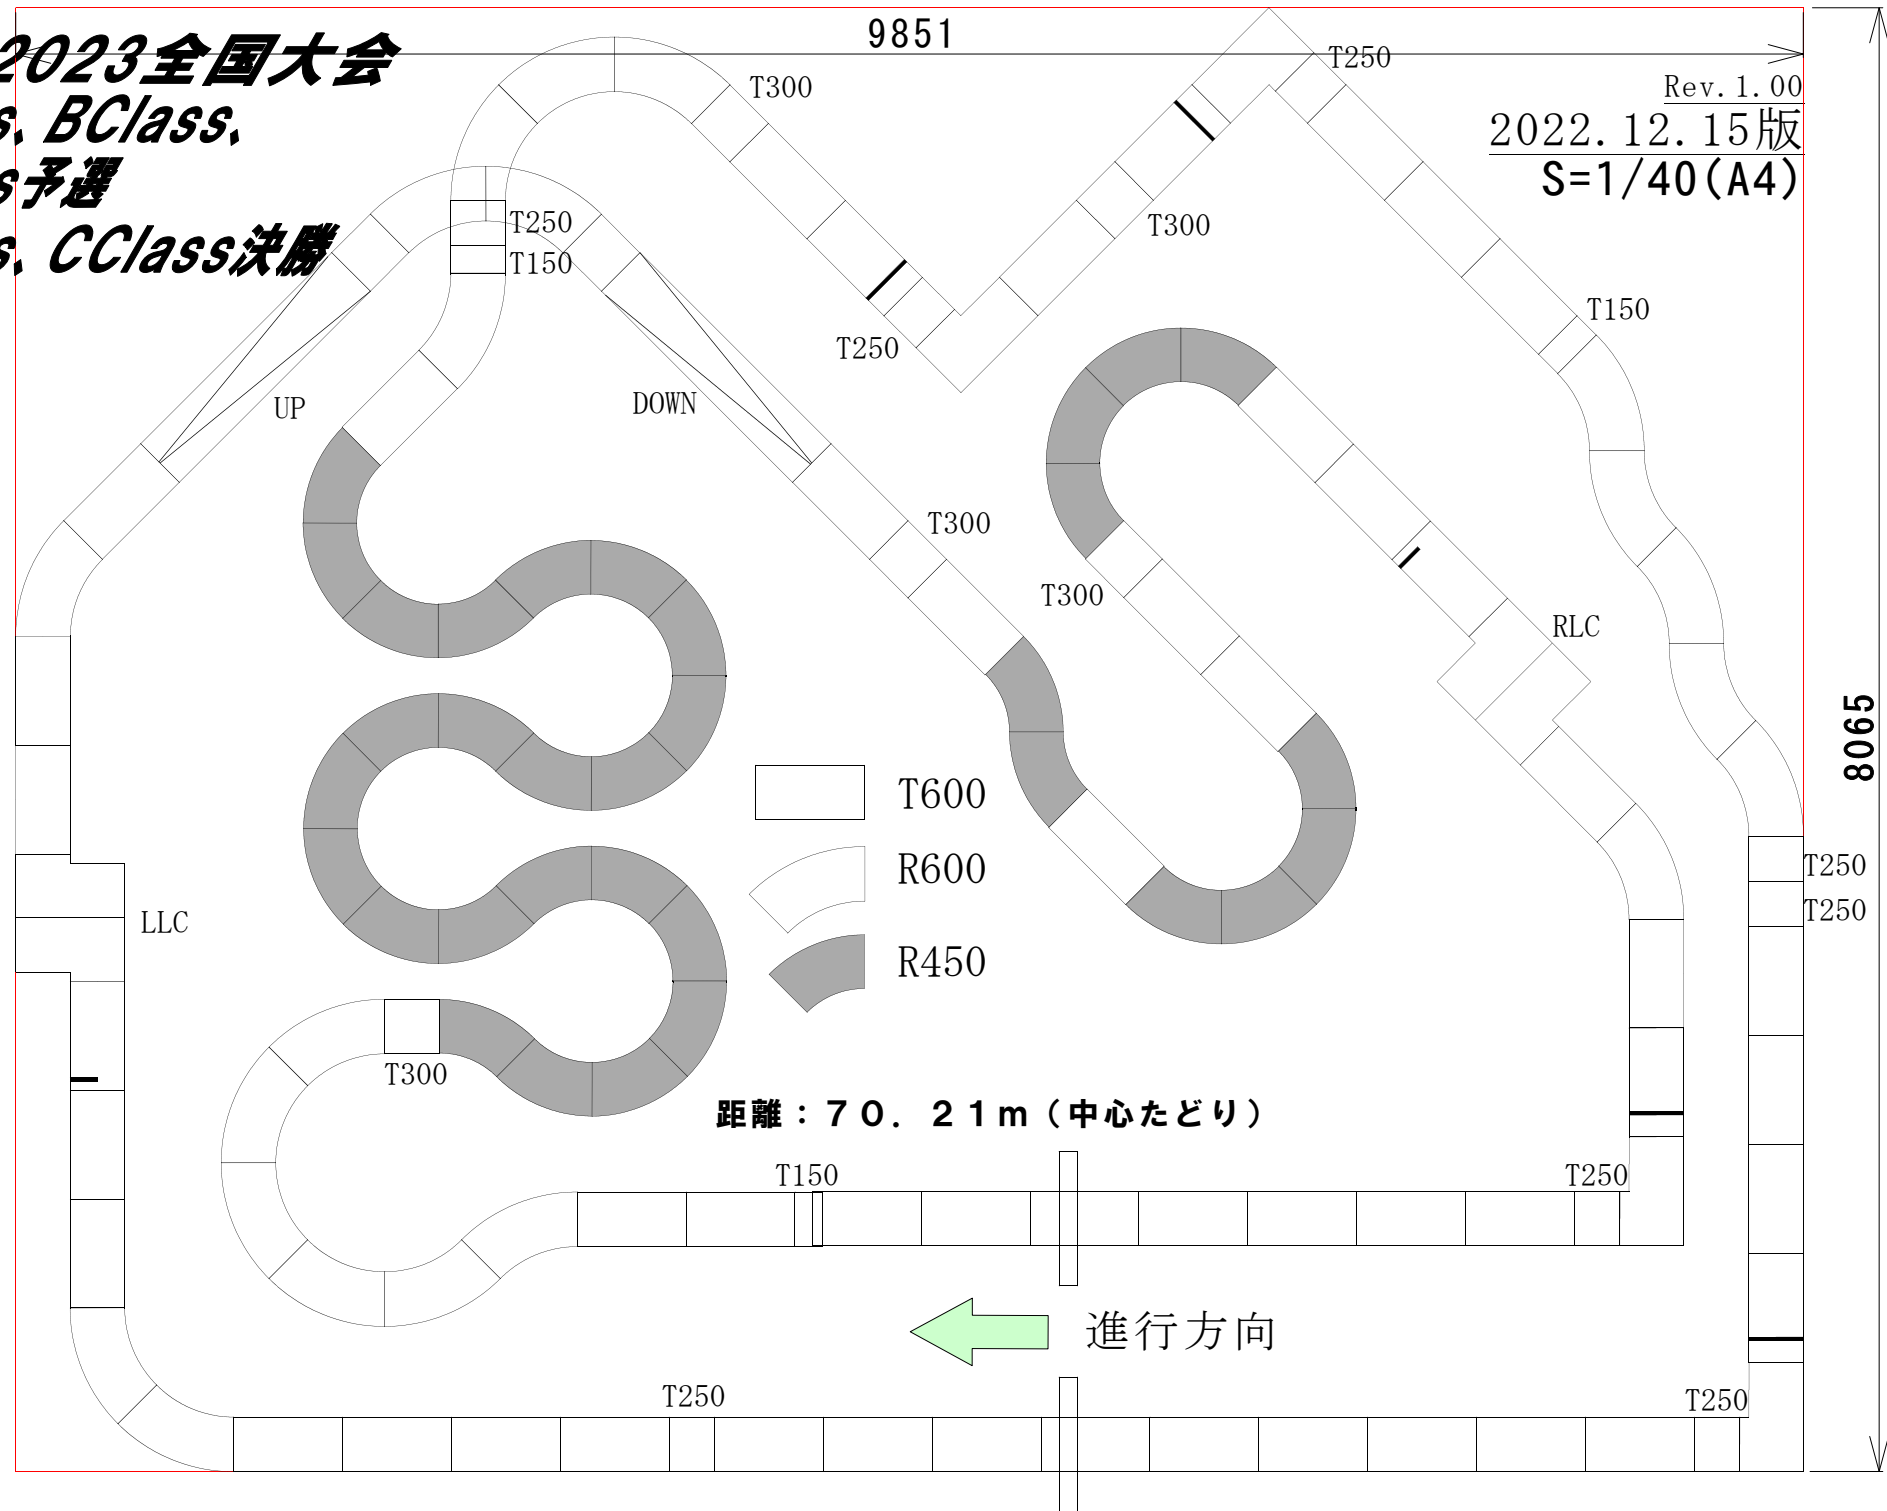 2023全国大会
s、BClass、
s予選
s、CClass決勝
9851
Rev.1.00
2022.12.15版
S=1/40(A4)
T300
T250
T250
T150
T300
T250
T150
UP
DOWN
T300
T300
RLC
8065
T600
R600
R450
LLC
T250
T250
T300
距離：７０．２１ｍ（中心たどり）
T150
T250
進行方向
T250
T250